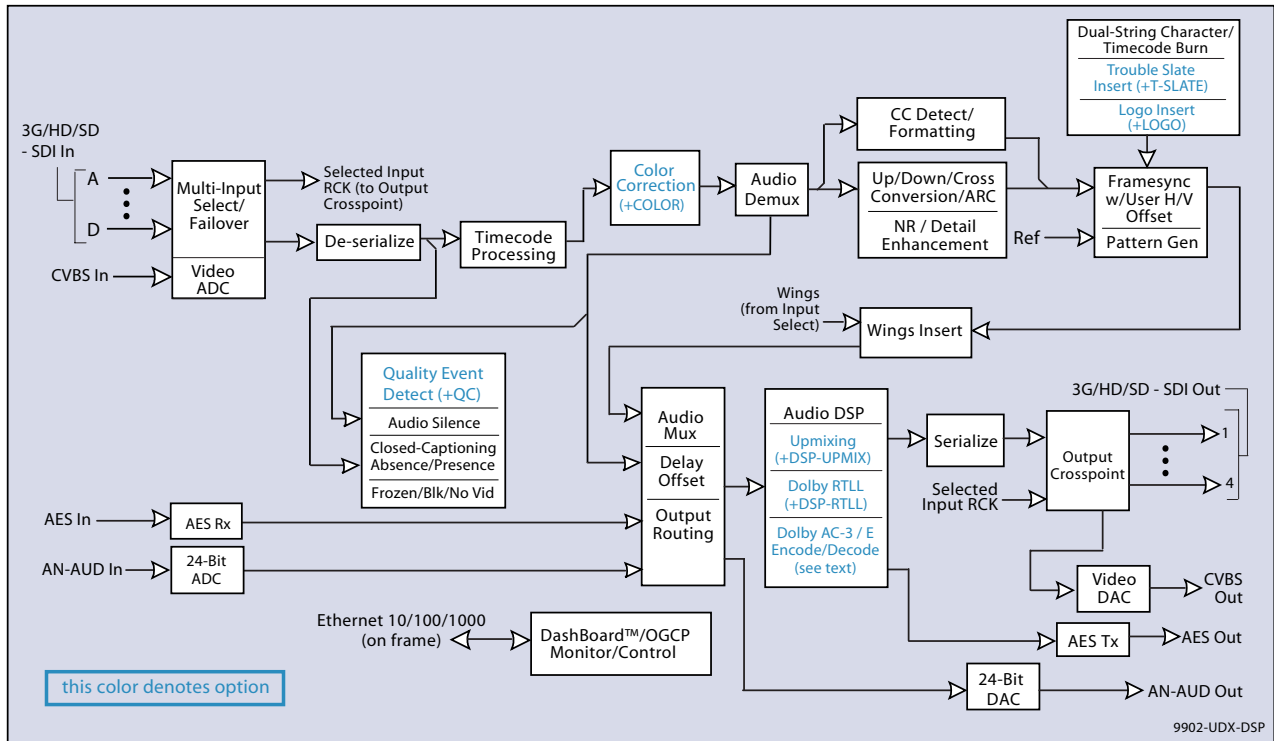 Dual-String Character/
Timecode Burn
Trouble Slate
Insert (+T-SLATE)
Logo Insert
(+LOGO)
3G/HD/SD
- SDI In
A
D
CVBS In
Multi-Input
Select/
Failover
Video
ADC
Selected Input
RCK (to Output
Crosspoint)
De-serialize
Timecode
Processing
Color
Correction
(+COLOR)
Audio
Demux
CC Detect/
Formatting
Up/Down/Cross
Conversion/ARC
NR / Detail
Enhancement
Ref
Framesync
w/User H/V
Offset
Pattern Gen
Wings
(from Input
Select)
Wings Insert
Quality Event
Detect (+QC)
Audio Silence
Closed-Captioning
Absence/Presence
Frozen/Blk/No Vid
Audio
Mux
Delay
Offset
Output
Routing
Audio DSP
Upmixing
(+DSP-UPMIX)
Dolby RTLL
(+DSP-RTLL)
Dolby AC-3 / E
Encode/Decode
(see text)
Serialize
Selected
Input RCK
Output
Crosspoint
3G/HD/SD - SDI Out
1
4
AES In
AES Rx
AN-AUD In
24-Bit
ADC
Video
DAC
CVBS
Out
AES Tx
AES Out
24-Bit
DAC
AN-AUD Out
Ethernet 10/100/1000
(on frame)
DashBoard™/OGCP
Monitor/Control
this color denotes option
9902-UDX-DSP